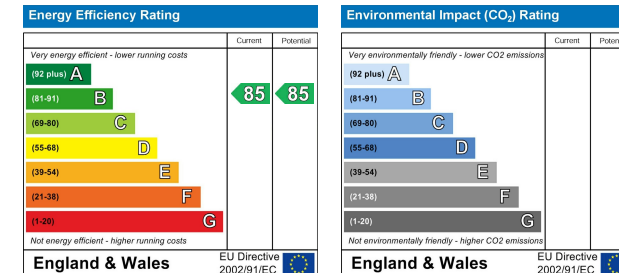 Energy Efficiency Rating
Current Potential
Very energy efficient - lower running costs
(92 plus) A
(81-91) B
85 85
(69-80) C
(55-68) D
(39-54) E
(21-38) F
(1-20) G
Not energy efficient - higher running costs
England & Wales
EU Directive
2002/91/EC
Environmental Impact (CO₂) Rating
Current Poten
Very environmentally friendly - lower CO2 emissions
(92 plus) A
(81-91) B
(69-80) C
(55-68) D
(39-54) E
(21-38) F
(1-20) G
Not environmentally friendly - higher CO2 emissions
England & Wales
EU Directive
2002/91/EC